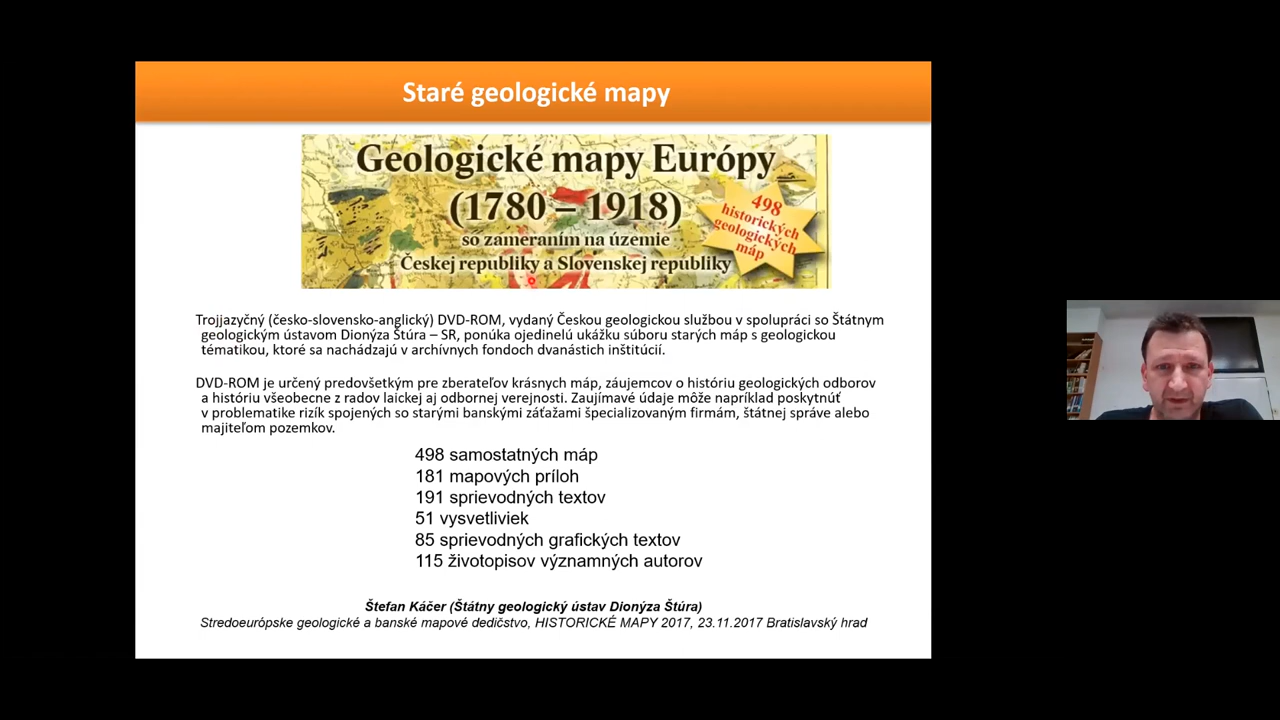 Staré geologické mapy
Geologické mapy Európy
(1780 – 1918)
so zameraním na územie
Českej republiky a Slovenskej republiky
498
historických
geologických
máp
Trojjazyčný (česko-slovensko-anglický) DVD-ROM, vydaný Českou geologickou službou v spolupráci so Štátnym
geologickým ústavom Dionýza Štúra – SR, ponúka ojedinelú ukážku súboru starých máp s geologickou
tématikou, ktoré sa nachádzajú v archívnych fondoch dvanástich inštitúcií.
DVD-ROM je určený predovšetkým pre zberateľov krásnych máp, záujemcov o históriu geologických odborov
a históriu všeobecne z radov laickej aj odbornej verejnosti. Zaujímavé údaje môže napríklad poskytnúť
v problematike rizík spojených so starými banskými záťažami špecializovaným firmám, štátnej správe alebo
majiteľom pozemkov.
498 samostatných máp
181 mapových príloh
191 sprievodných textov
51 vysvetliviek
85 sprievodných grafických textov
115 životopisov významných autorov
Štefan Káčer (Štátny geologický ústav Dionýza Štúra)
Stredoeurópske geologické a banské mapové dedičstvo, HISTORICKÉ MAPY 2017, 23.11.2017 Bratislavský hrad